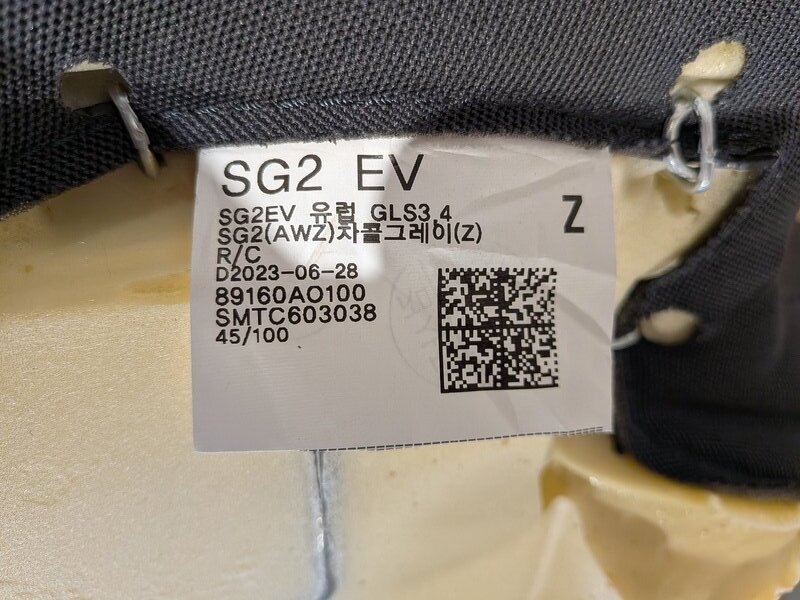 SG2 EV
SG2EV 유럽 GLS3,4
SG2(AWZ)차콜그레이(Z)
Z
R/C
D2023-06-28
89160AO100
SMTC603038
45/100